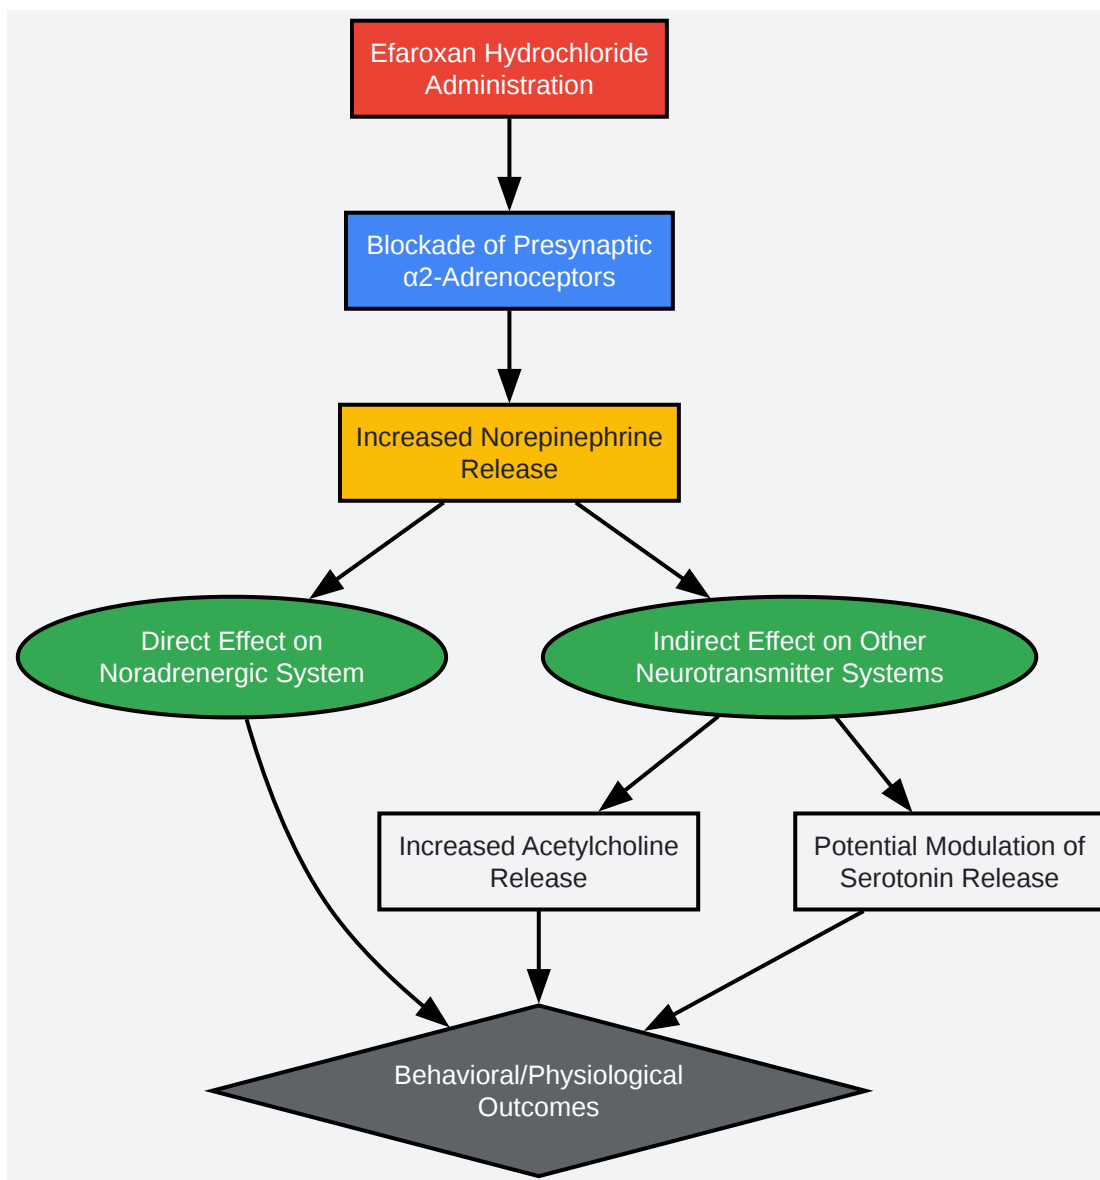 Efaroxan Hydrochloride
Administration
Blockade of Presynaptic
α2-Adrenoceptors
Increased Norepinephrine
Release
Direct Effect on
Noradrenergic System
Indirect Effect on Other
Neurotransmitter Systems
Increased Acetylcholine
Release
Potential Modulation of
Serotonin Release
Behavioral/Physiological
Outcomes